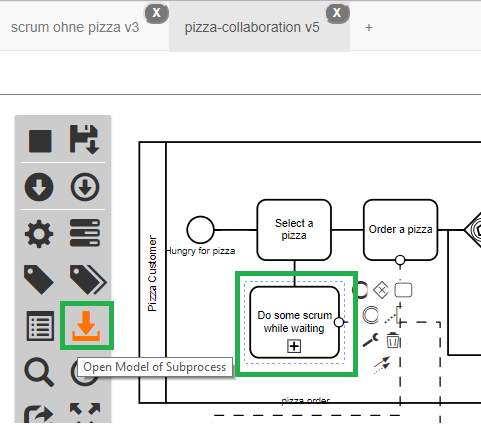 scrum ohne pizza v3
X
pizza-collaboration v5
X
+
Pizza Customer
Hungry for pizza
Select a
pizza
Order a pizza
Do some scrum
while waiting
Open Model of Subprocess
pizza order